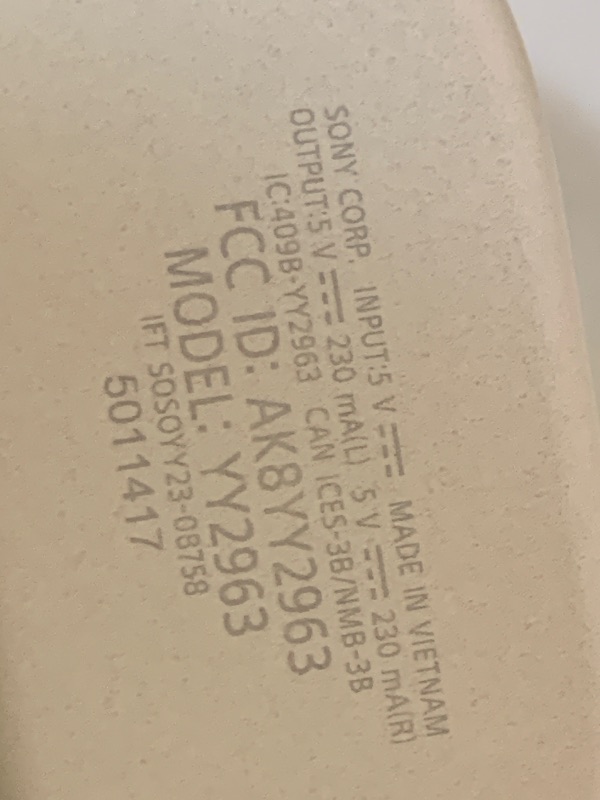 SONY CORP. INPUT:5 V ⎓ MADE IN VIETNAM
OUTPUT:5 V ⎓ 230 mA(L) 5 V ⎓ 230 mA(R)
IC:409B-YY2963 CAN ICES-3B/NMB-3B
FCC ID: AK8YY2963
MODEL: YY2963
IFT SOSOYY23-08758
5011417